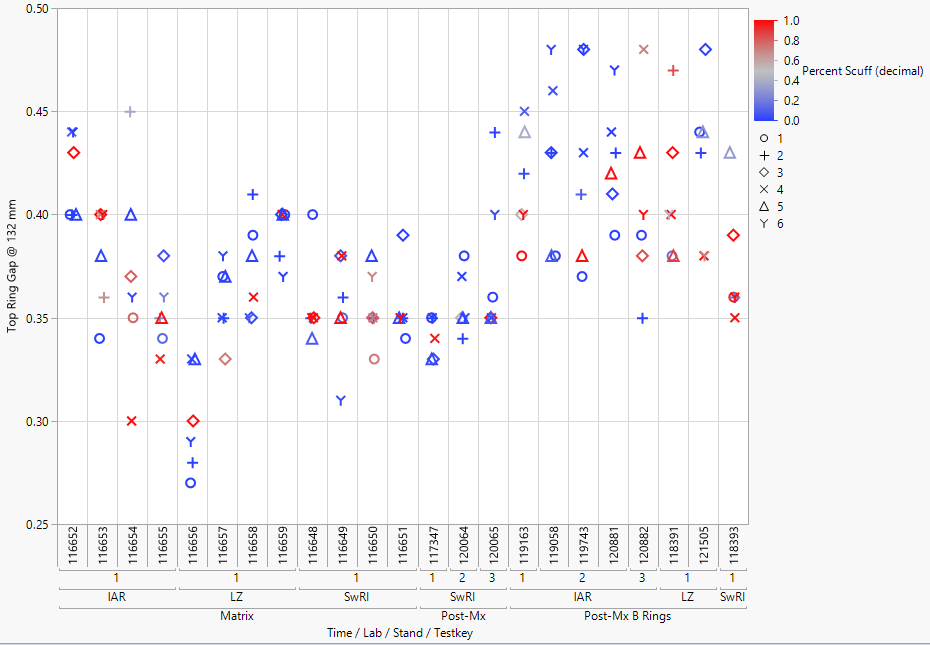 0.50
0.45
0.40
0.35
0.30
0.25
Top Ring Gap @ 132 mm
1.0
0.8
0.6
0.4
0.2
0.0
Percent Scuff (decimal)
1
2
3
4
5
6
116652 116653 116654 116655 116656 116657 116658 116659 116648 116649 116650 116651 117347 120064 120065 119163 119058 119743 120881 120882 118391 121505 118393
1 1 1 1 2 3 1 2 3 1 1
IAR LZ SwRI SwRI IAR LZ SwRI
Matrix Post-Mx Post-Mx B Rings
Time / Lab / Stand / Testkey